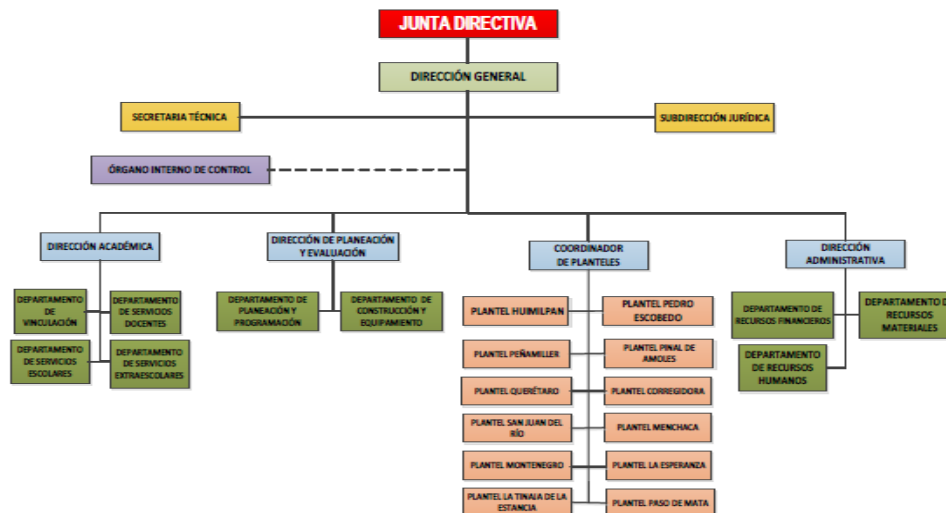 JUNTA DIRECTIVA
DIRECCIÓN GENERAL
SECRETARIA TÉCNICA
SUBDIRECCIÓN JURÍDICA
ÓRGANO INTERNO DE CONTROL
DIRECCIÓN ACADÉMICA
DIRECCIÓN DE PLANEACIÓN
Y EVALUACIÓN
COORDINADOR
DE PLANTELES
DIRECCIÓN
ADMINISTRATIVA
DEPARTAMENTO
DE
VINCULACIÓN
DEPARTAMENTO
DE SERVICIOS
DOCENTES
DEPARTAMENTO
DE SERVICIOS
ESCOLARES
DEPARTAMENTO
DE SERVICIOS
EXTRAESCOLARES
DEPARTAMENTO DE
PLANEACIÓN Y
PROGRAMACIÓN
DEPARTAMENTO DE
CONSTRUCCIÓN Y
EQUIPAMIENTO
PLANTEL HUIMILPAN
PLANTEL PEDRO
ESCOBEDO
PLANTEL PEÑAMILLER
PLANTEL PINAL DE
AMOLES
PLANTEL QUERÉTARO
PLANTEL CORREGIDORA
PLANTEL SAN JUAN DEL
RÍO
PLANTEL MENCHACA
PLANTEL MONTENEGRO
PLANTEL LA ESPERANZA
PLANTEL LA TINAJA DE LA
ESTANCIA
PLANTEL PASO DE MATA
DEPARTAMENTO DE
RECURSOS FINANCIEROS
DEPARTAMENTO DE
RECURSOS
MATERIALES
DEPARTAMENTO
DE RECURSOS
HUMANOS